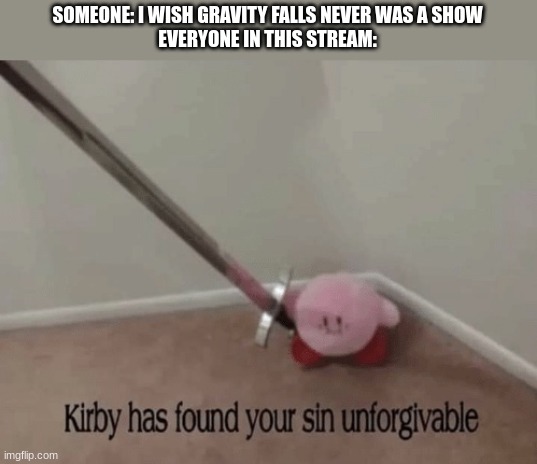 SOMEONE: I WISH GRAVITY FALLS NEVER WAS A SHOW
EVERYONE IN THIS STREAM:
Kirby has found your sin unforgivable
imgflip.com